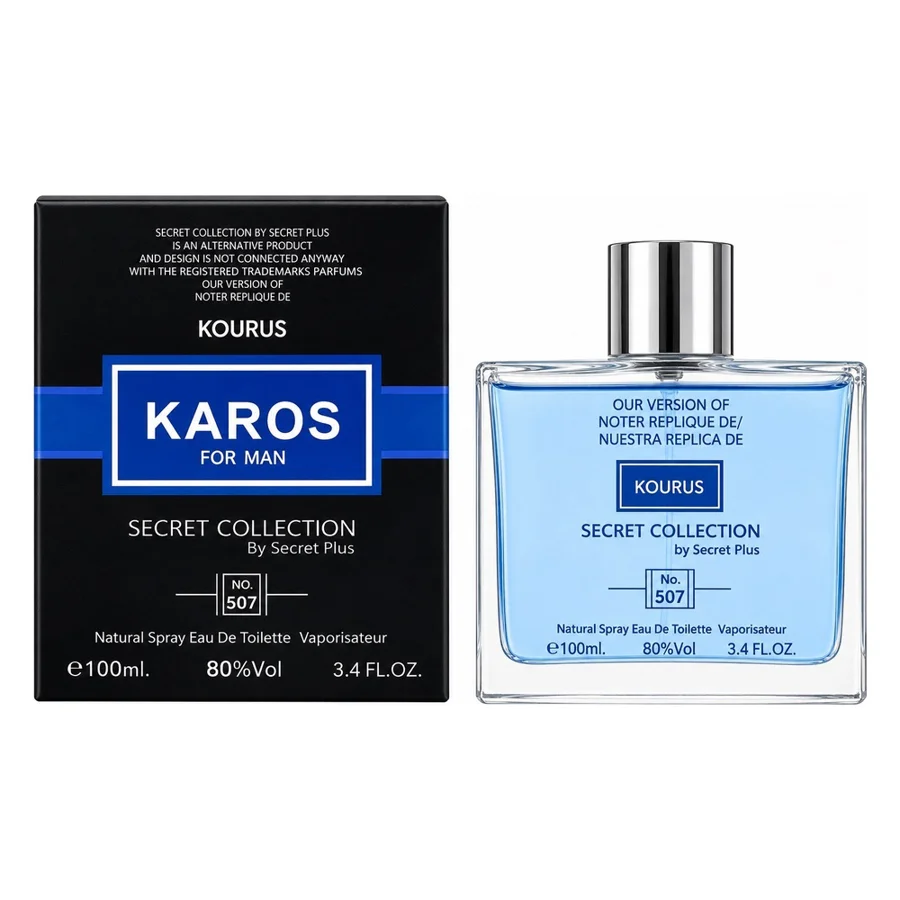 SECRET COLLECTION BY SECRET PLUS
IS AN ALTERNATIVE PRODUCT
AND DESIGN IS NOT CONNECTED ANYWAY
WITH THE REGISTERED TRADEMARKS PARFUMS
OUR VERSION OF
NOTER REPLIQUE DE
KOURUS
KAROS
FOR MAN
SECRET COLLECTION
By Secret Plus
NO.
507
Natural Spray Eau De Toilette Vaporisateur
℮100ml. 80%Vol 3.4 FL.OZ.
OUR VERSION OF
NOTER REPLIQUE DE/
NUESTRA REPLICA DE
KOURUS
SECRET COLLECTION
by Secret Plus
No.
507
Natural Spray Eau De Toilette Vaporisateur
℮100ml. 80%Vol 3.4 FL.OZ.